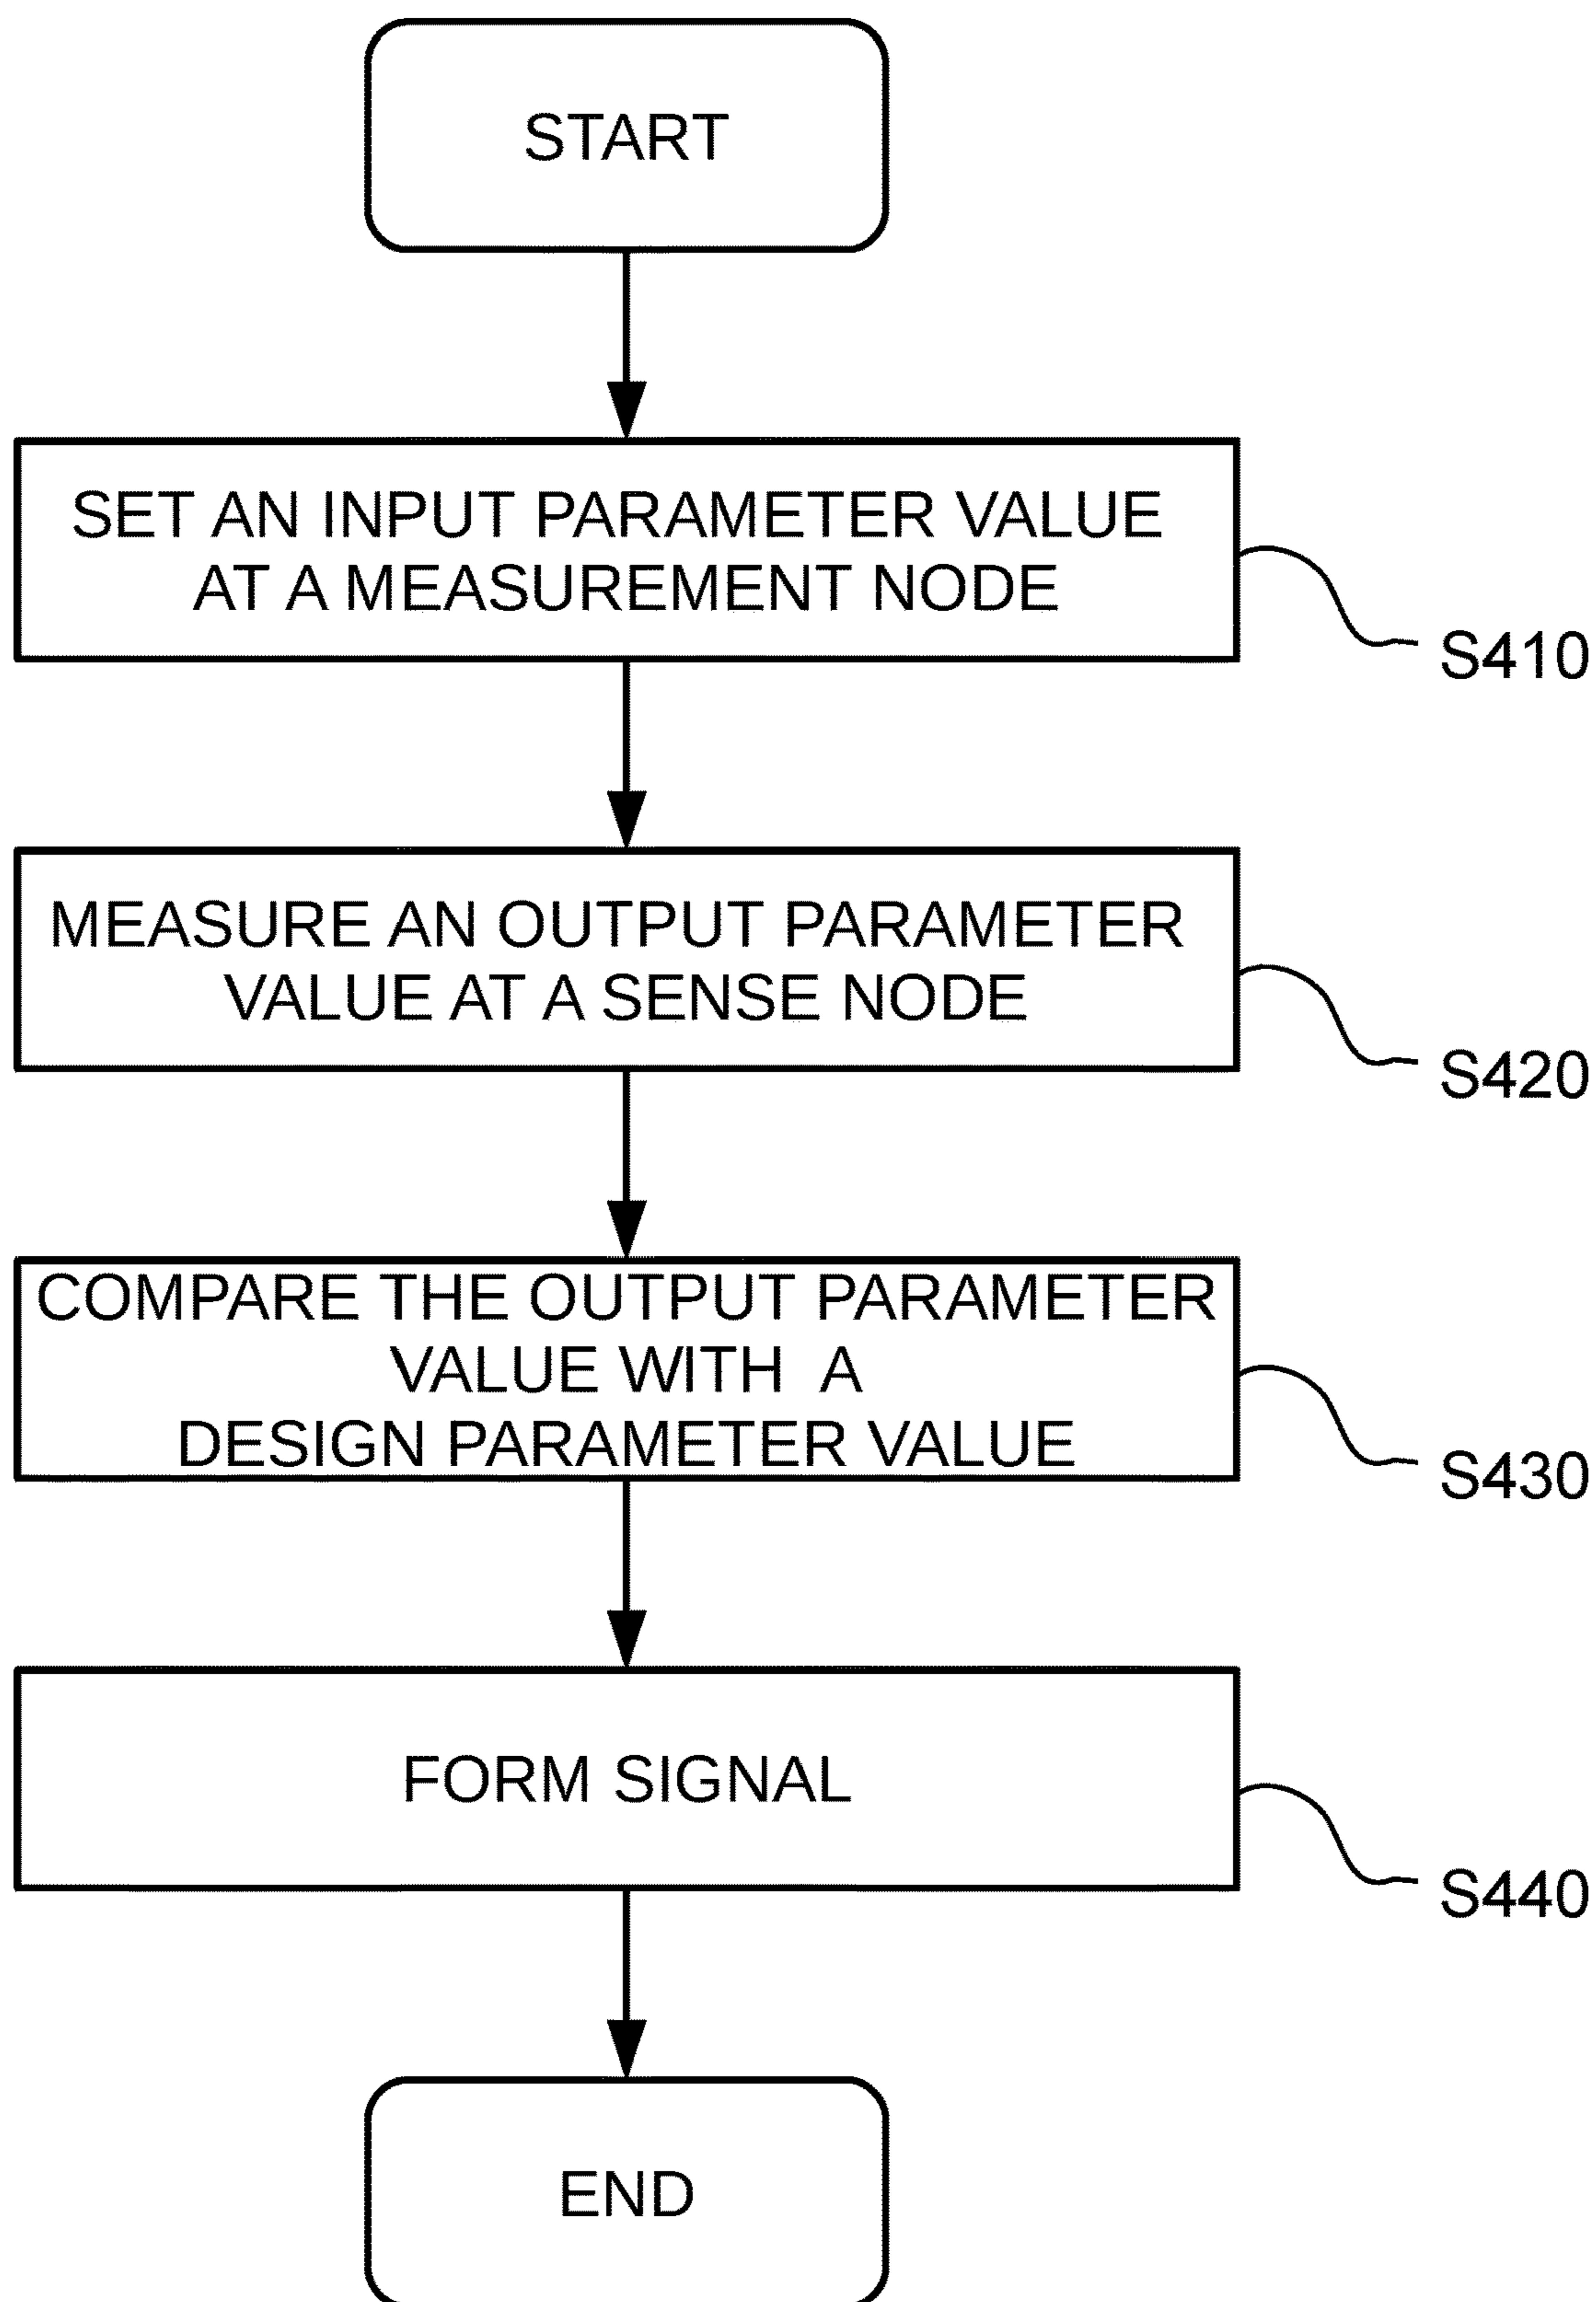 START
SET AN INPUT PARAMETER VALUE
AT A MEASUREMENT NODE
S410
MEASURE AN OUTPUT PARAMETER
VALUE AT A SENSE NODE
S420
COMPARE THE OUTPUT PARAMETER
VALUE WITH A
DESIGN PARAMETER VALUE
S430
FORM SIGNAL
S440
END